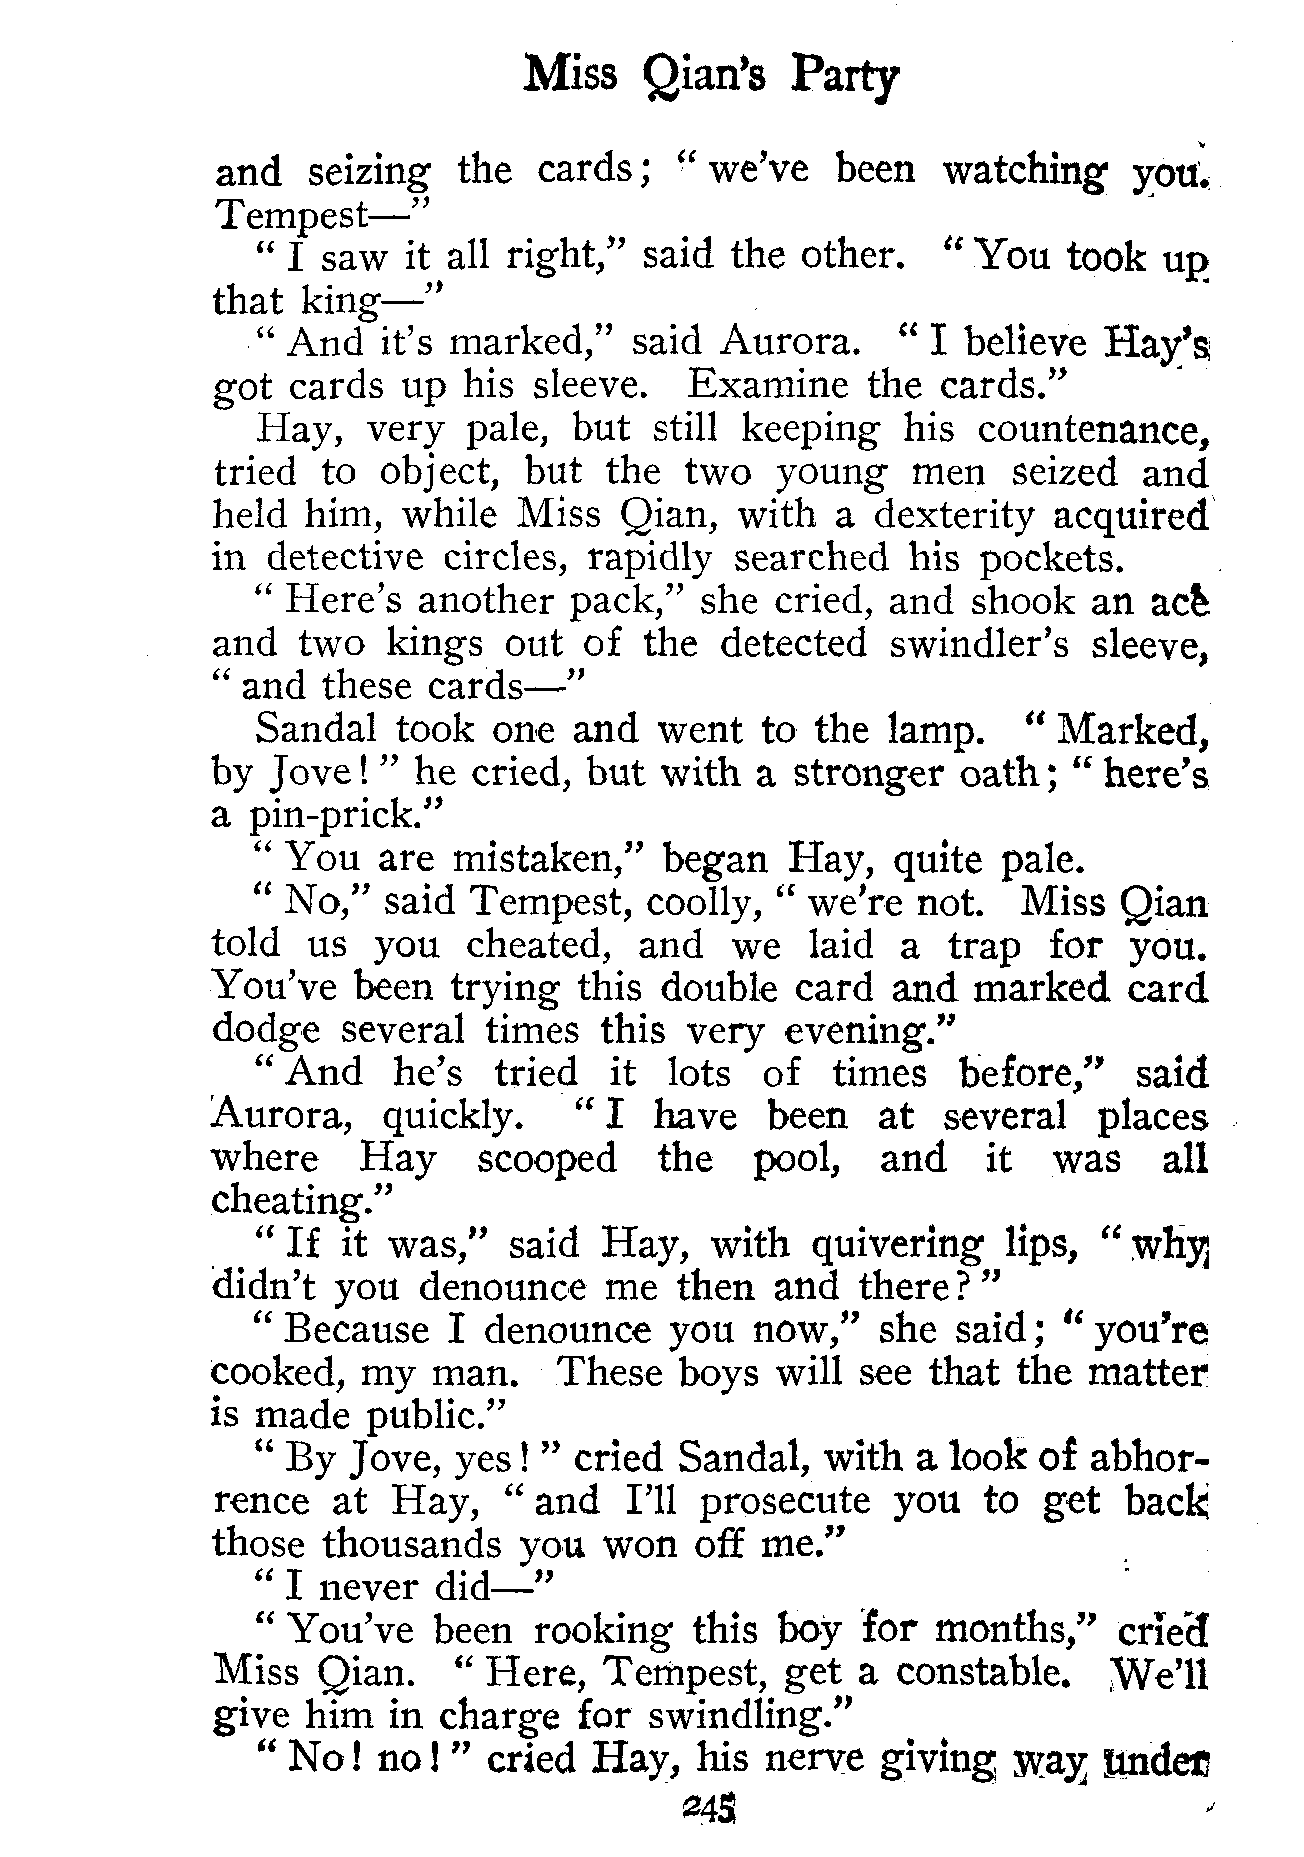 Miss Qian's Party
and seizing the cards; " we've been watching you.
Tempest—"
" I saw it all right," said the other. " You took up
that king—"
" And it's marked," said Aurora. " I believe Hay's
got cards up his sleeve. Examine the cards."
Hay, very pale, but still keeping his countenance,
tried to object, but the two young men seized and
held him, while Miss Qian, with a dexterity acquired
in detective circles, rapidly searched his pockets.
" Here's another pack," she cried, and shook an ace
and two kings out of the detected swindler's sleeve,
" and these cards—"
Sandal took one and went to the lamp. " Marked,
by Jove! " he cried, but with a stronger oath; " here's
a pin-prick."
" You are mistaken," began Hay, quite pale.
" No," said Tempest, coolly, " we're not. Miss Qian
told us you cheated, and we laid a trap for you.
You've been trying this double card and marked card
dodge several times this very evening."
" And he's tried it lots of times before," said
Aurora, quickly. " I have been at several places
where Hay scooped the pool, and it was all
cheating."
" If it was," said Hay, with quivering lips, " why
didn't you denounce me then and there? "
" Because I denounce you now," she said; " you're
cooked, my man. These boys will see that the matter
is made public."
" By Jove, yes! " cried Sandal, with a look of abhor-
rence at Hay, " and I'll prosecute you to get back
those thousands you won off me."
" I never did—"
" You've been rooking this boy for months," cried
Miss Qian. " Here, Tempest, get a constable. We'll
give him in charge for swindling."
" No! no! " cried Hay, his nerve giving way under
245